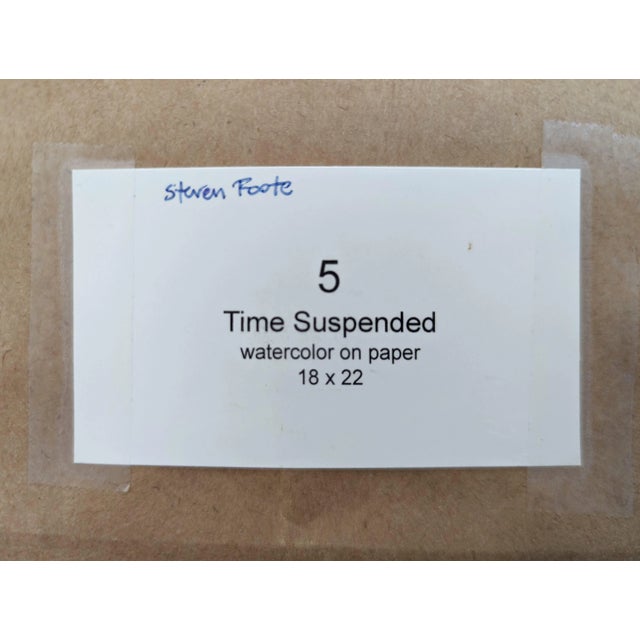 Steven Foote
5
Time Suspended
watercolor on paper
18 x 22